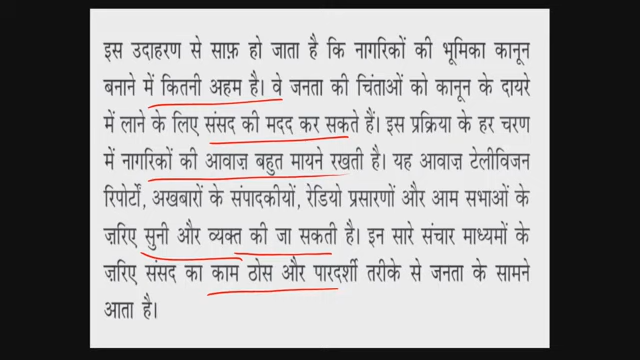 इस उदाहरण से साफ़ हो जाता है कि नागरिकों की भूमिका कानून
बनाने में कितनी अहम है। वे जनता की चिंताओं को कानून के दायरे
में लाने के लिए संसद की मदद कर सकते हैं। इस प्रक्रिया के हर चरण
में नागरिकों की आवाज़ बहुत मायने रखती है। यह आवाज़ टेलीविजन
रिपोर्टों, अखबारों के संपादकीयों, रेडियो प्रसारणों और आम सभाओं के
ज़रिए सुनी और व्यक्त की जा सकती है। इन सारे संचार माध्यमों के
ज़रिए संसद का काम ठोस और पारदर्शी तरीके से जनता के सामने
आता है।